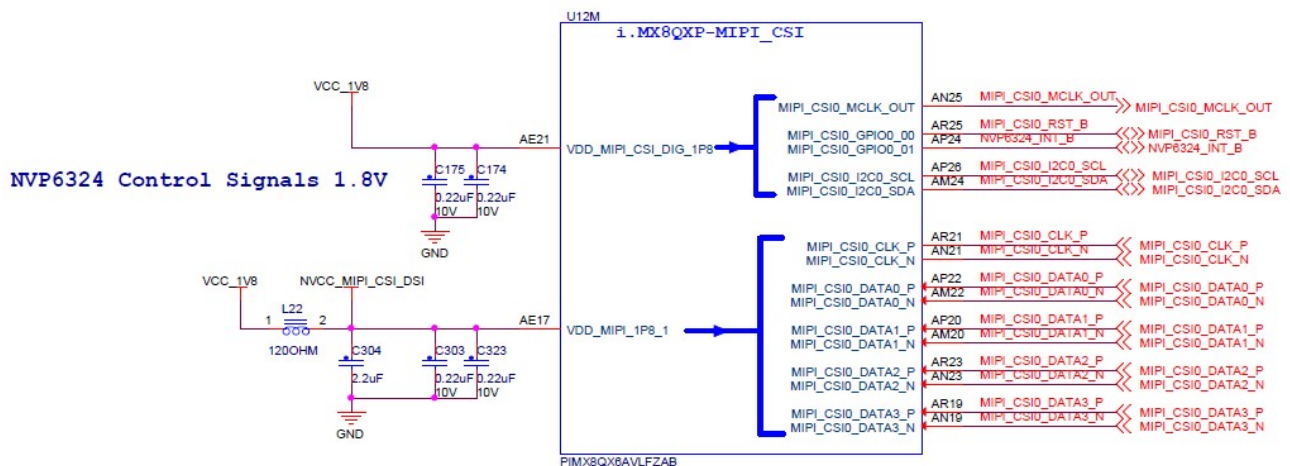 U12M
i.MX8QXP-MIPI_CSI
VCC_1V8
AE21
VDD_MIPI_CSI_DIG_1P8
C175
C174
0.22uF
0.22uF
10V
10V
GND
NVP6324 Control Signals 1.8V
MIPI_CSI0_MCLK_OUT
AN25
MIPI_CSI0_MCLK_OUT
MIPI_CSI0_MCLK_OUT
MIPI_CSI0_GPIO0_00
AR25
MIPI_CSI0_RST_B
MIPI_CSI0_RST_B
MIPI_CSI0_GPIO0_01
AP24
NVP6324_INT_B
NVP6324_INT_B
MIPI_CSI0_I2C0_SCL
AP26
MIPI_CSI0_I2C0_SCL
MIPI_CSI0_I2C0_SCL
MIPI_CSI0_I2C0_SDA
AM24
MIPI_CSI0_I2C0_SDA
MIPI_CSI0_I2C0_SDA
VCC_1V8
NVCC_MIPI_CSI_DSI
L22
1
2
120OHM
AE17
VDD_MIPI_1P8_1
C304
2.2uF
C303
C323
0.22uF
0.22uF
10V
10V
GND
MIPI_CSI0_CLK_P
AR21
MIPI_CSI0_CLK_P
MIPI_CSI0_CLK_P
MIPI_CSI0_CLK_N
AN21
MIPI_CSI0_CLK_N
MIPI_CSI0_CLK_N
MIPI_CSI0_DATA0_P
AP22
MIPI_CSI0_DATA0_P
MIPI_CSI0_DATA0_P
MIPI_CSI0_DATA0_N
AM22
MIPI_CSI0_DATA0_N
MIPI_CSI0_DATA0_N
MIPI_CSI0_DATA1_P
AP20
MIPI_CSI0_DATA1_P
MIPI_CSI0_DATA1_P
MIPI_CSI0_DATA1_N
AM20
MIPI_CSI0_DATA1_N
MIPI_CSI0_DATA1_N
MIPI_CSI0_DATA2_P
AR23
MIPI_CSI0_DATA2_P
MIPI_CSI0_DATA2_P
MIPI_CSI0_DATA2_N
AN23
MIPI_CSI0_DATA2_N
MIPI_CSI0_DATA2_N
MIPI_CSI0_DATA3_P
AR19
MIPI_CSI0_DATA3_P
MIPI_CSI0_DATA3_P
MIPI_CSI0_DATA3_N
AN19
MIPI_CSI0_DATA3_N
MIPI_CSI0_DATA3_N
PIMX8QX6AVLFZAB